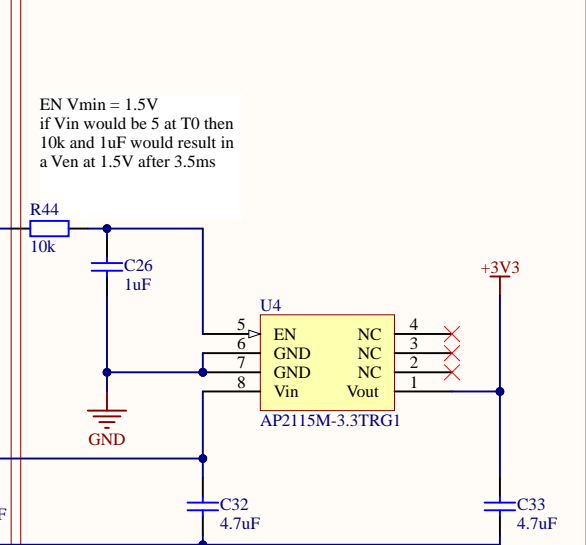 EN Vmin = 1.5V
if Vin would be 5 at T0 then
10k and 1uF would result in
a Ven at 1.5V after 3.5ms
R44
10k
C26
1uF
GND
+3V3
U4
5 EN NC 4
6 GND NC 3
7 GND NC 2
8 Vin Vout 1
AP2115M-3.3TRG1
C32
4.7uF
C33
4.7uF
F